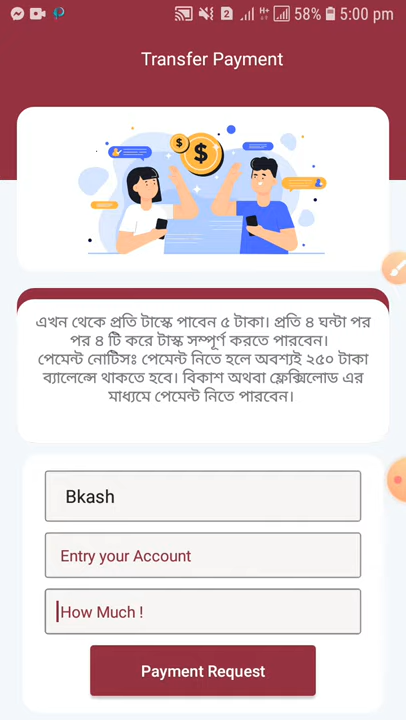 2 H+ 58% 5:00 pm
Transfer Payment
$ $
এখন থেকে প্রতি টাস্কে পাবেন ৫ টাকা। প্রতি ৪ ঘন্টা পর
পর ৪ টি করে টাস্ক সম্পূর্ণ করতে পারবেন।
পেমেন্ট নোটিসঃ পেমেন্ট নিতে হলে অবশ্যই ২৫০ টাকা
ব্যালেন্সে থাকতে হবে। বিকাশ অথবা ফ্লেক্সিলোড এর
মাধ্যমে পেমেন্ট নিতে পারবেন।
Bkash
Entry your Account
How Much !
Payment Request